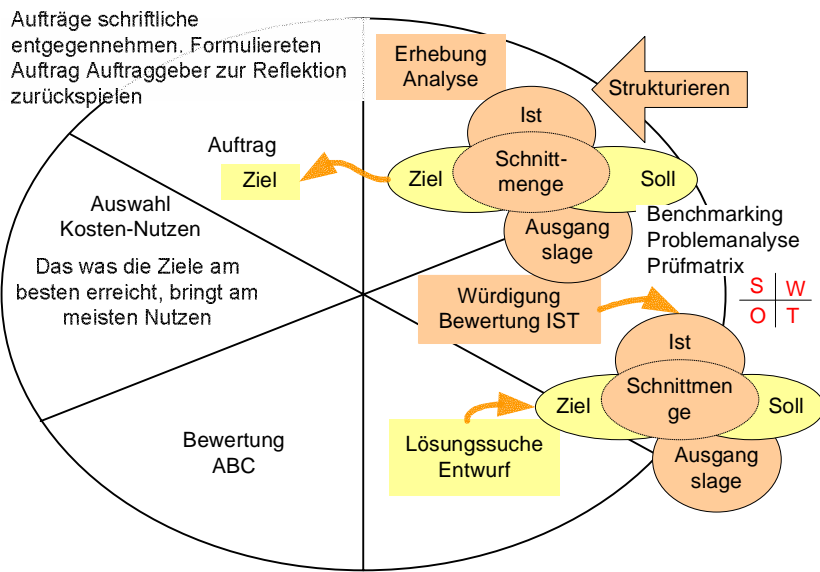 Aufträge schriftliche
entgegennehmen. Formuliereten
Auftrag Auftraggeber zur Reflektion
zurückspielen
Erhebung
Analyse
Strukturieren
Ist
Auftrag
Ziel
Ziel
Schnitt-
menge
Soll
Ausgang
slage
Auswahl
Kosten-Nutzen
Das was die Ziele am
besten erreicht, bringt am
meisten Nutzen
Benchmarking
Problemanalyse
Prüfmatrix
S W
O T
Würdigung
Bewertung IST
Ist
Ziel
Schnittmen
ge
Soll
Ausgang
slage
Lösungssuche
Entwurf
Bewertung
ABC